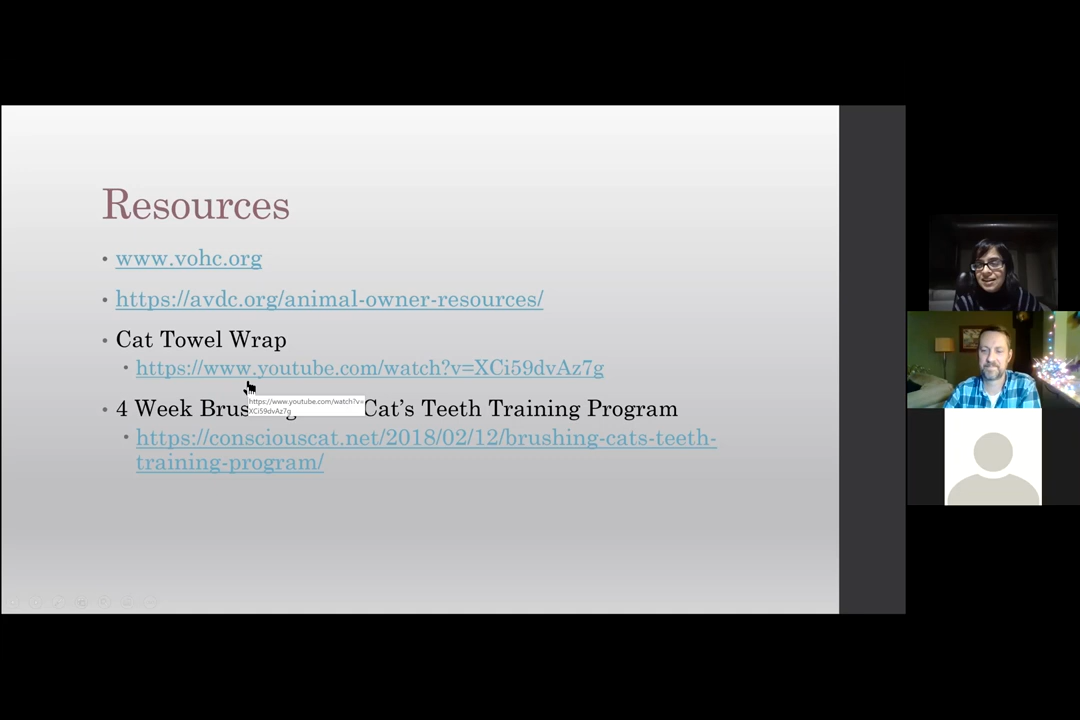 Resources
www.vohc.org
https://avdc.org/animal-owner-resources/
Cat Towel Wrap
https://www.youtube.com/watch?v=XCi59dvAz7g
https://www.youtube.com/watch?v=
XCi59dvAz7g
4 Week Brus Cat’s Teeth Training Program
https://consciouscat.net/2018/02/12/brushing-cats-teeth-
training-program/